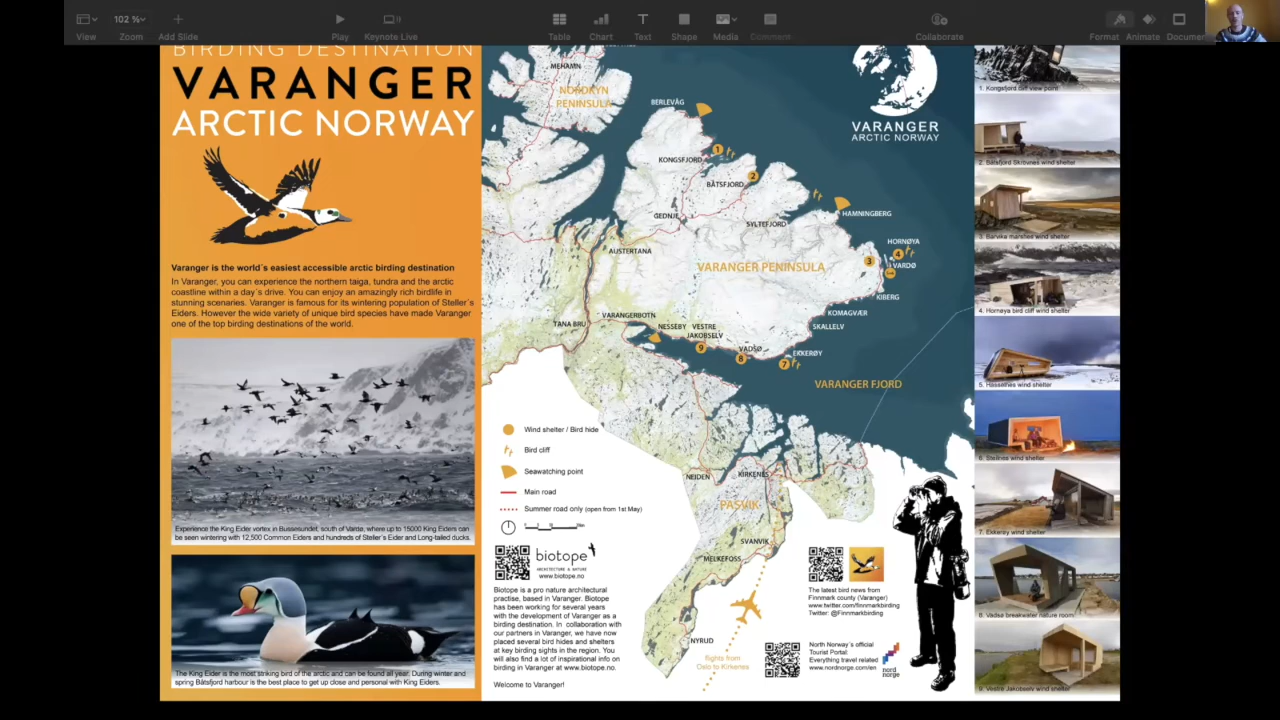 102 %
View
Zoom
Add Slide
Play
Keynote Live
Table
Chart
Text
Shape
Media
Comment
Collaborate
Format
Animate
Documen
BIRDING DESTINATION
VARANGER
ARCTIC NORWAY
Varanger is the world´s easiest accessible arctic birding destination
In Varanger, you can experience the northern taiga, tundra and the arctic
coastline within a day´s drive. You can enjoy an amazingly rich birdlife in
stunning scenaries. Varanger is famous for its wintering population of Steller´s
Eiders. However the wide variety of unique bird species have made Varanger
one of the top birding destinations of the world.
Experience the King Eider vortex in Bussesundet, south of Vardø, where up to 15000 King Eiders can
be seen wintering with 12,500 Common Eiders and hundreds of Steller´s Eider and Long-tailed ducks.
The King Eider is the most striking bird of the arctic and can be found all year. During winter and
spring Båtsfjord harbour is the best place to get up close and personal with King Eiders.
MEHAMN
NORDKYN
PENINSULA
BERLEVÅG
KONGSFJORD
1
BÅTSFJORD
2
GEDNJE
SYLTEFJORD
HAMNINGBERG
AUSTERTANA
VARANGER PENINSULA
HORNØYA
3
4
VARDØ
KIBERG
KOMAGVÆR
SKALLELV
TANA BRU
VARANGERBOTN
NESSEBY
VESTRE
JAKOBSELV
9
VADSØ
8
EKKERØY
7
VARANGER FJORD
VARANGER
ARCTIC NORWAY
NEIDEN
KIRKENES
PASVIK
SVANVIK
MELKEFOSS
NYRUD
flights from
Oslo to Kirkenes
Wind shelter / Bird hide
Bird cliff
Seawatching point
Main road
Summer road only (open from 1st May)
biotope
ARCHITECTURE & NATURE
www.biotope.no
Biotope is a pro nature architectural
practise, based in Varanger. Biotope
has been working for several years
with the development of Varanger as a
birding destination. In collaboration with
our partners in Varanger, we have now
placed several bird hides and shelters
at key birding sights in the region. You
will also find a lot of inspirational info on
birding in Varanger at www.biotope.no.
Welcome to Varanger!
The latest bird news from
Finnmark county (Varanger)
www.twitter.com/finnmarkbirding
Twitter: @Finnmarkbirding
North Norway´s official
Tourist Portal:
Everything travel related
www.nordnorge.com/en
nord
norge
1. Kongsfjord cliff view point
2. Båtsfjord Skrovnes wind shelter
3. Barvika marshes wind shelter
4. Hornøya bird cliff wind shelter
5. Hasselnes wind shelter
6. Steilnes wind shelter
7. Ekkerøy wind shelter
8. Vadsø breakwater nature room
9. Vestre Jakobselv wind shelter